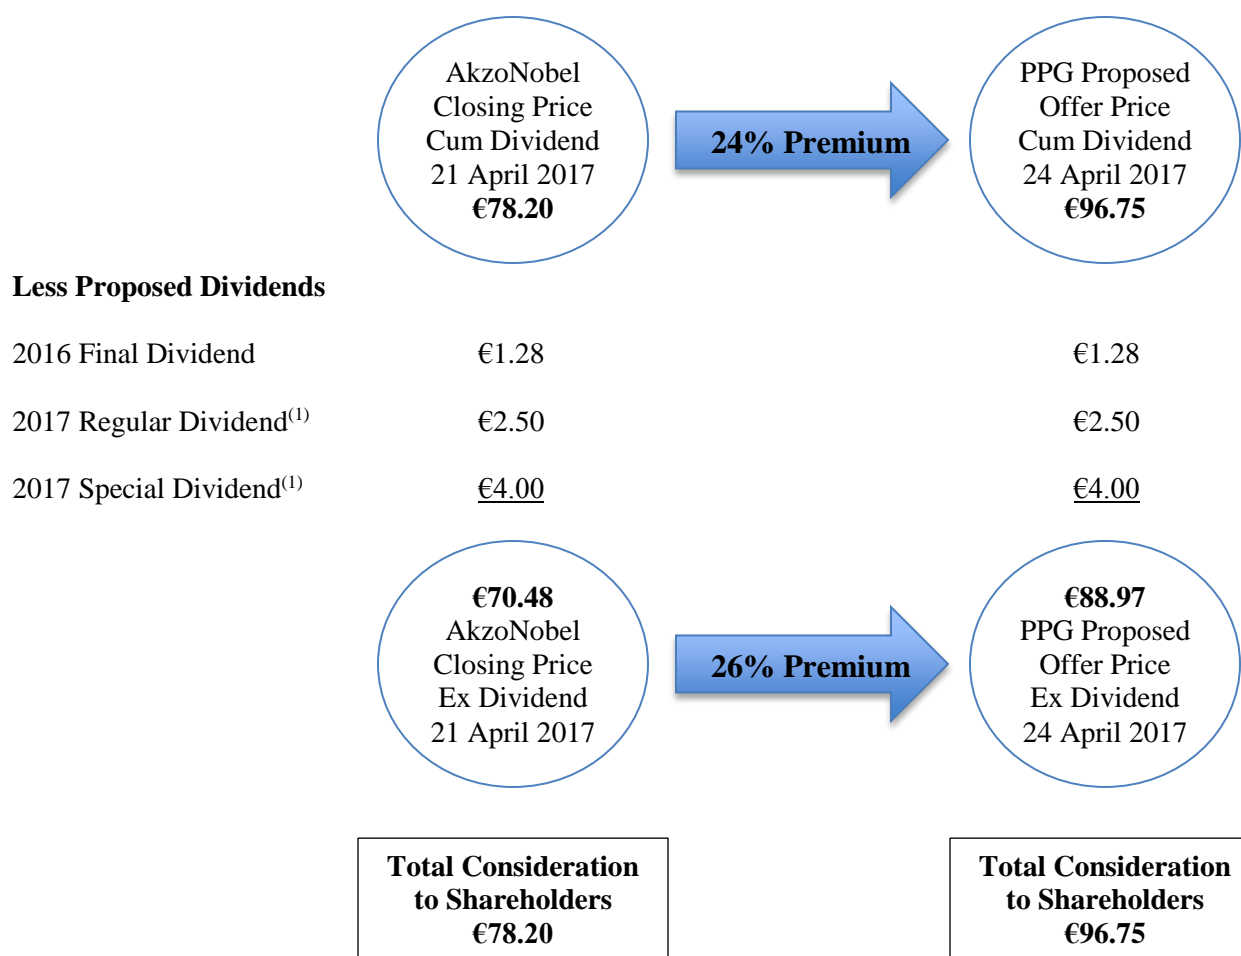 AkzoNobel
Closing Price
Cum Dividend
21 April 2017
€78.20
24% Premium
PPG Proposed
Offer Price
Cum Dividend
24 April 2017
€96.75
Less Proposed Dividends
2016 Final Dividend €1.28 €1.28
2017 Regular Dividend(1) €2.50 €2.50
2017 Special Dividend(1) €4.00 €4.00
€70.48
AkzoNobel
Closing Price
Ex Dividend
21 April 2017
26% Premium
€88.97
PPG Proposed
Offer Price
Ex Dividend
24 April 2017
Total Consideration
to Shareholders
€78.20
Total Consideration
to Shareholders
€96.75